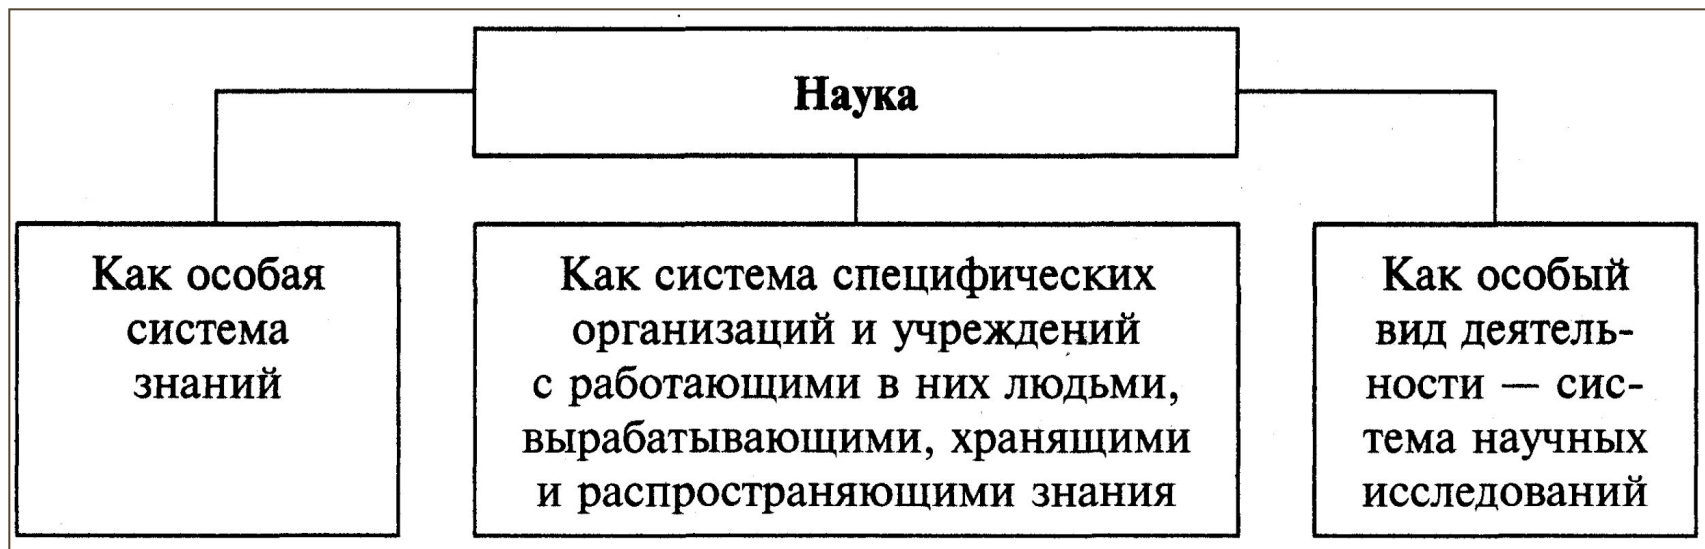 Наука
Как особая
система
знаний
Как система специфических
организаций и учреждений
с работающими в них людьми,
вырабатывающими, хранящими
и распространяющими знания
Как особый
вид деятель-
ности — сис-
тема научных
исследований